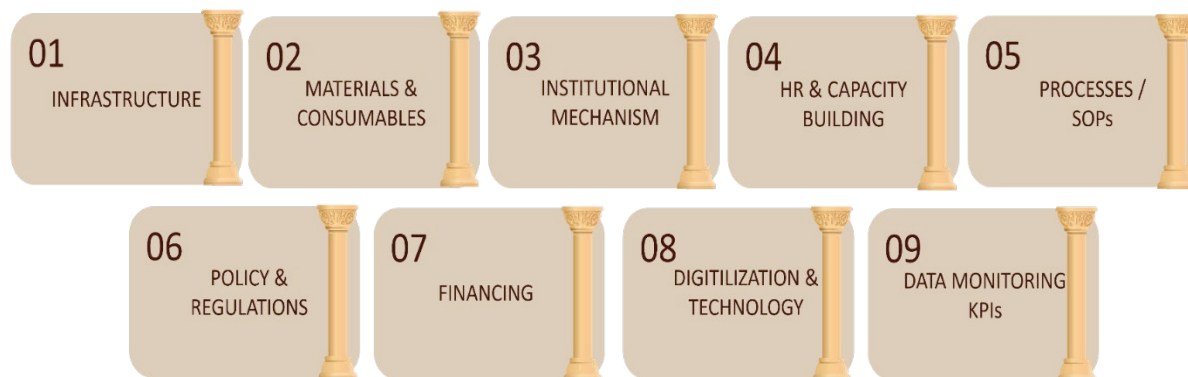 01
INFRASTRUCTURE
02
MATERIALS &
CONSUMABLES
03
INSTITUTIONAL
MECHANISM
04
HR & CAPACITY
BUILDING
05
PROCESSES /
SOPs
06
POLICY &
REGULATIONS
07
FINANCING
08
DIGITILIZATION &
TECHNOLOGY
09
DATA MONITORING
KPIs